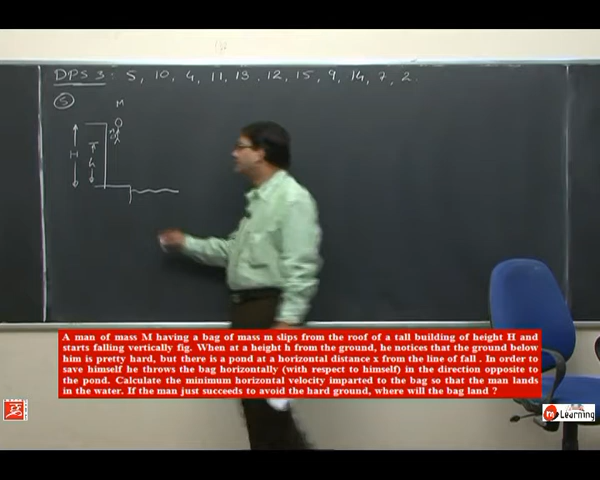 DPS 3 : 5, 10, 4, 11, 13. 12, 15, 9, 14, 7, 2.
5
M
H
h
A man of mass M having a bag of mass m slips from the roof of a tall building of height H and
starts falling vertically fig. When at a height h from the ground, he notices that the ground below
him is pretty hard, but there is a pond at a horizontal distance x from the line of fall . In order to
save himself he throws the bag horizontally (with respect to himself) in the direction opposite to
the pond. Calculate the minimum horizontal velocity imparted to the bag so that the man lands
in the water. If the man just succeeds to avoid the hard ground, where will the bag land ?
m Learning